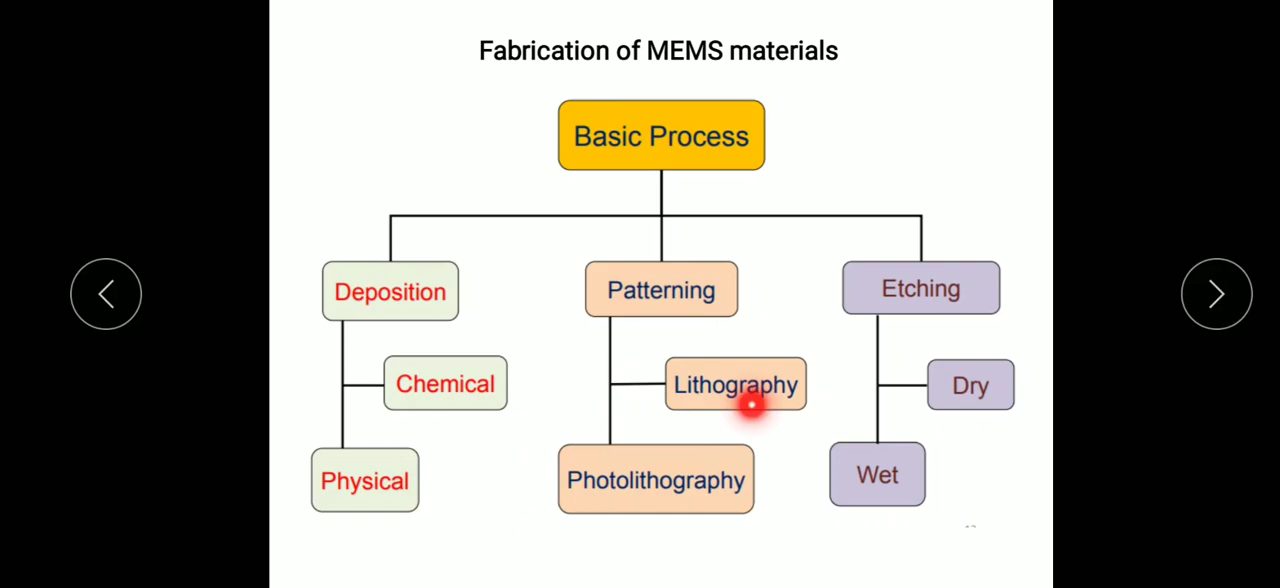 Fabrication of MEMS materials
Basic Process
Deposition
Patterning
Etching
Chemical
Lithography
Dry
Physical
Photolithography
Wet